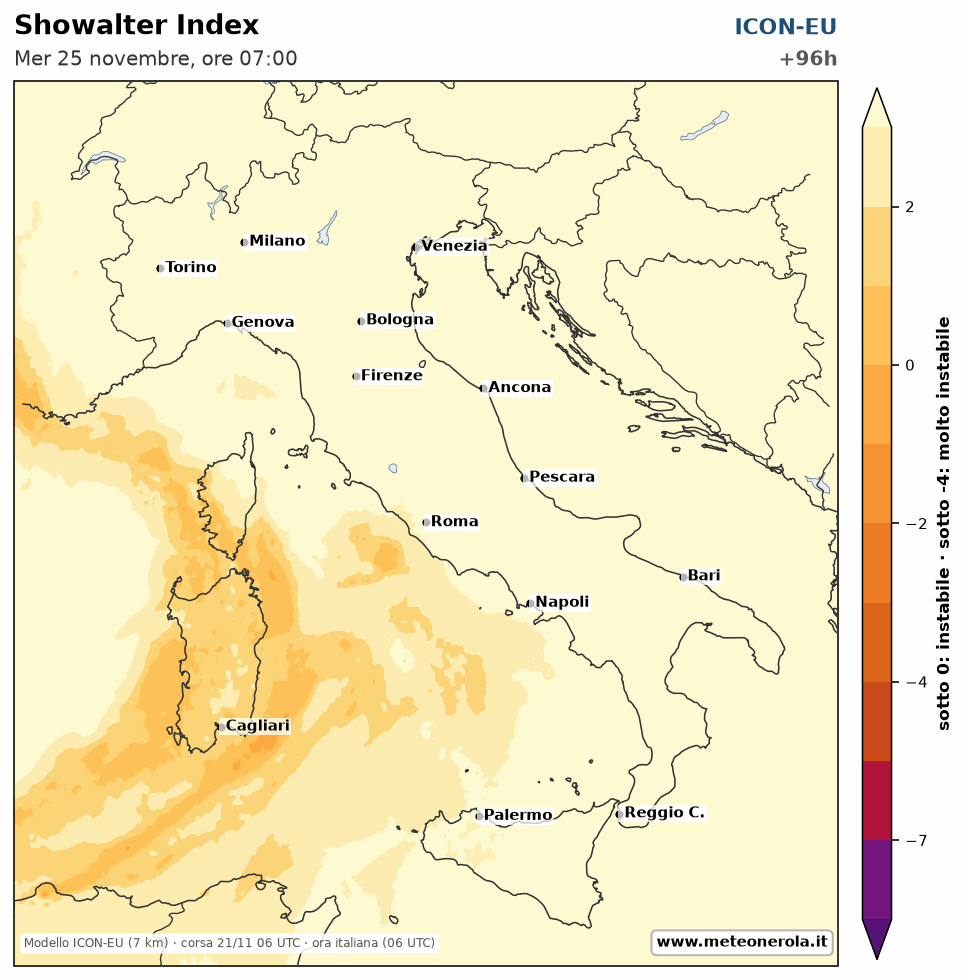 Showalter Index
ICON-EU
Mer 25 novembre, ore 07:00
+96h
Milano
Venezia
Torino
Genova
Bologna
Firenze
Ancona
Pescara
Roma
Bari
Napoli
Cagliari
Palermo
Reggio C.
2
0
−2
−4
−7
sotto 0: instabile · sotto -4: molto instabile
Modello ICON-EU (7 km) · corsa 21/11 06 UTC · ora italiana (06 UTC)
www.meteonerola.it